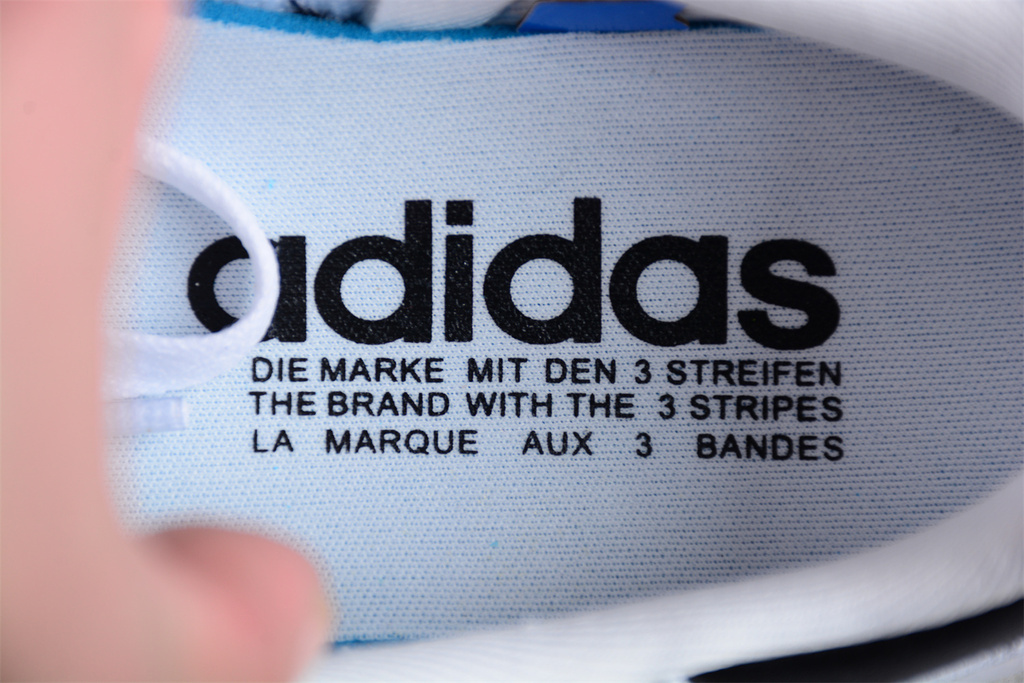 adidas
DIE MARKE MIT DEN 3 STREIFEN
THE BRAND WITH THE 3 STRIPES
LA MARQUE AUX 3 BANDES